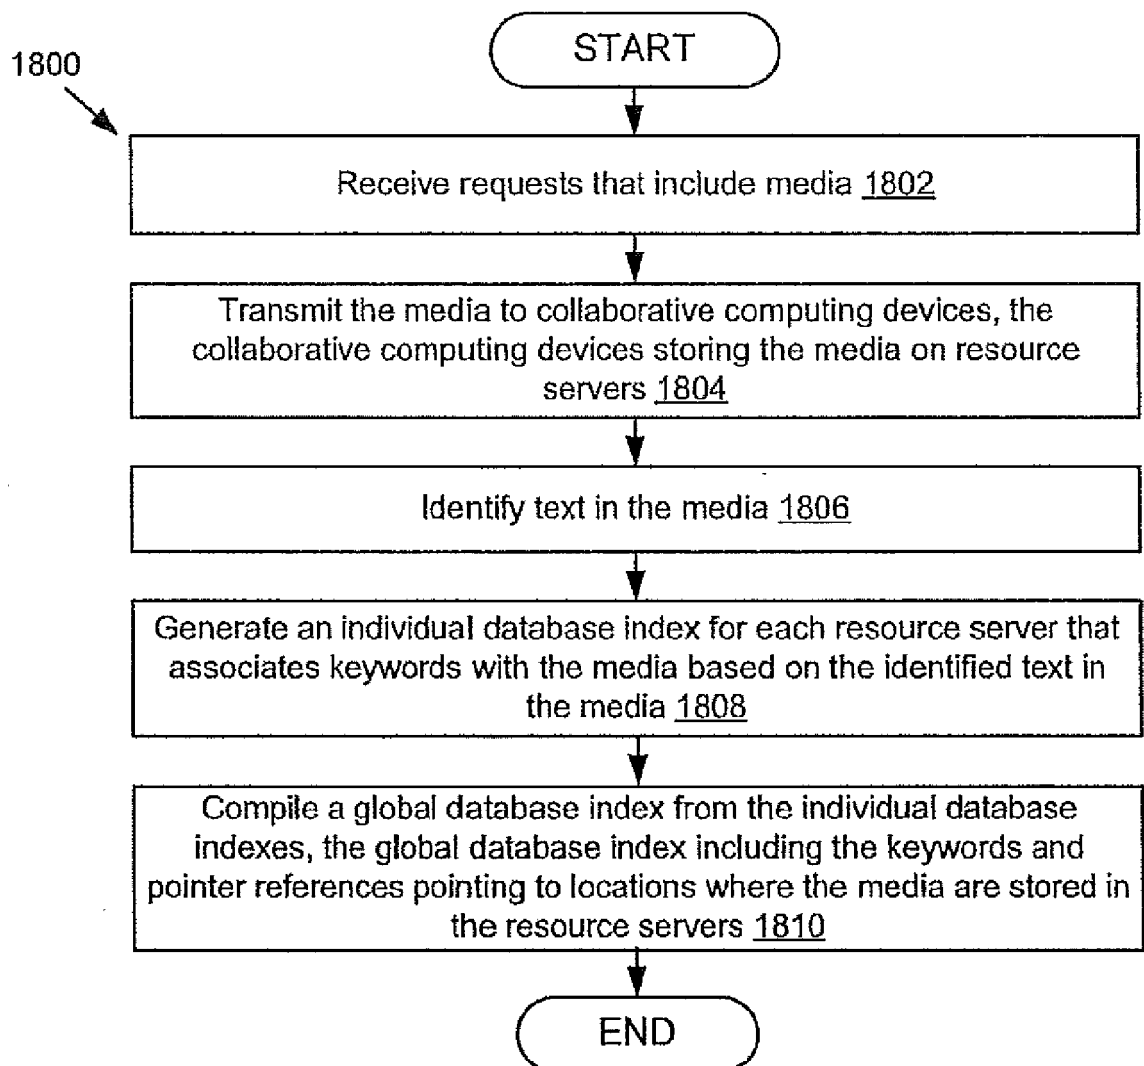 START
1800
Receive requests that include media 1802
Transmit the media to collaborative computing devices, the
collaborative computing devices storing the media on resource
servers 1804
Identify text in the media 1806
Generate an individual database index for each resource server that
associates keywords with the media based on the identified text in
the media 1808
Compile a global database index from the individual database
indexes, the global database index including the keywords and
pointer references pointing to locations where the media are stored in
the resource servers 1810
END